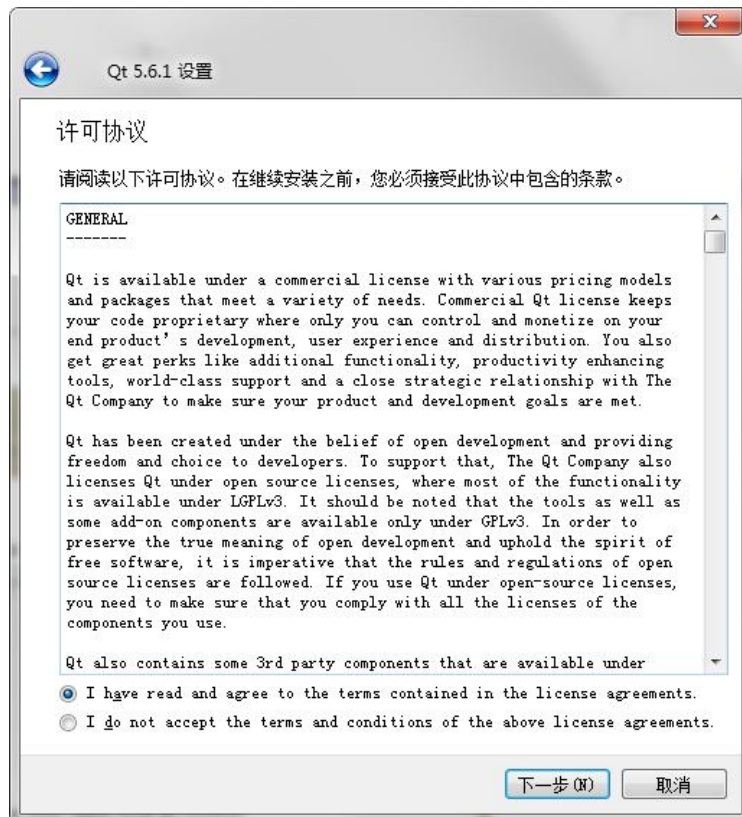 Qt 5.6.1 设置
许可协议
请阅读以下许可协议。在继续安装之前，您必须接受此协议中包含的条款。
GENERAL
-------
Qt is available under a commercial license with various pricing models
and packages that meet a variety of needs. Commercial Qt license keeps
your code proprietary where only you can control and monetize on your
end product’s development, user experience and distribution. You also
get great perks like additional functionality, productivity enhancing
tools, world-class support and a close strategic relationship with The
Qt Company to make sure your product and development goals are met.
Qt has been created under the belief of open development and providing
freedom and choice to developers. To support that, The Qt Company also
licenses Qt under open source licenses, where most of the functionality
is available under LGPLv3. It should be noted that the tools as well as
some add-on components are available only under GPLv3. In order to
preserve the true meaning of open development and uphold the spirit of
free software, it is imperative that the rules and regulations of open
source licenses are followed. If you use Qt under open-source licenses,
you need to make sure that you comply with all the licenses of the
components you use.
Qt also contains some 3rd party components that are available under
I have read and agree to the terms contained in the license agreements.
I do not accept the terms and conditions of the above license agreements.
下一步(N)
取消